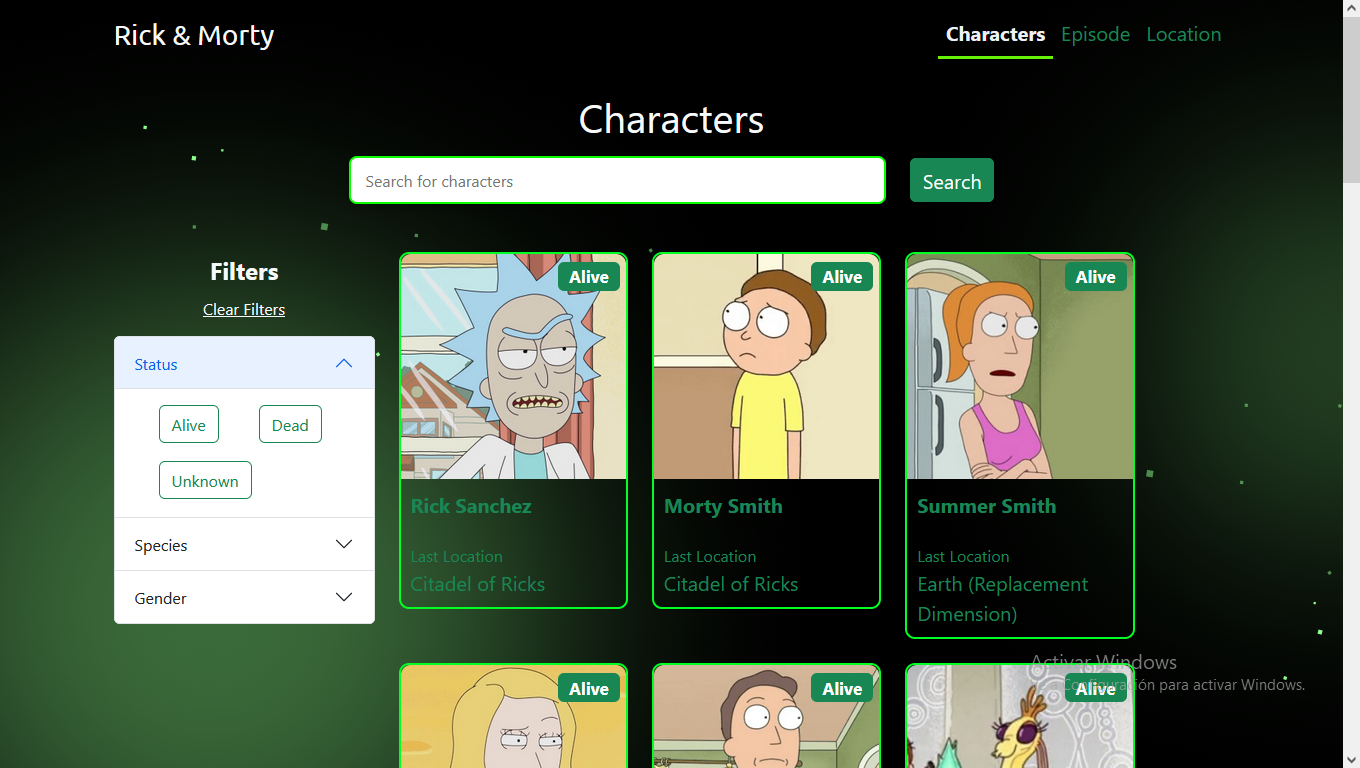 Rick & Morty
Characters Episode Location
Characters
Search for characters
Search
Filters
Clear Filters
Status
Alive
Dead
Unknown
Species
Gender
Alive
Rick Sanchez
Last Location
Citadel of Ricks
Alive
Morty Smith
Last Location
Citadel of Ricks
Alive
Summer Smith
Last Location
Earth (Replacement
Dimension)
Alive
Alive
Alive
Activar Windows
Configuración para activar Windows.